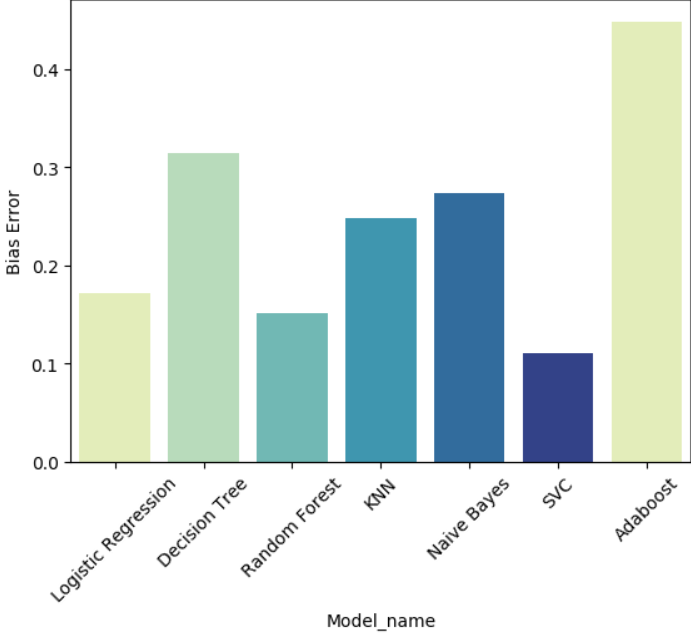 0.4
0.3
0.2
0.1
0.0
Bias Error
Logistic Regression
Decision Tree
Random Forest
KNN
Naive Bayes
SVC
Adaboost
Model_name